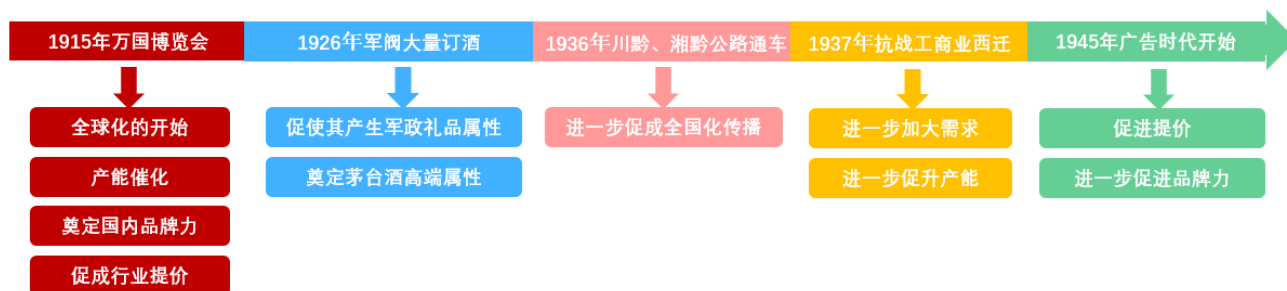 1915年万国博览会
1926年军阀大量订酒
1936年川黔、湘黔公路通车
1937年抗战工商业西迁
1945年广告时代开始
全球化的开始
产能催化
奠定国内品牌力
促成行业提价
促使其产生军政礼品属性
奠定茅台酒高端属性
进一步促成全国化传播
进一步加大需求
进一步促升产能
促进提价
进一步促进品牌力